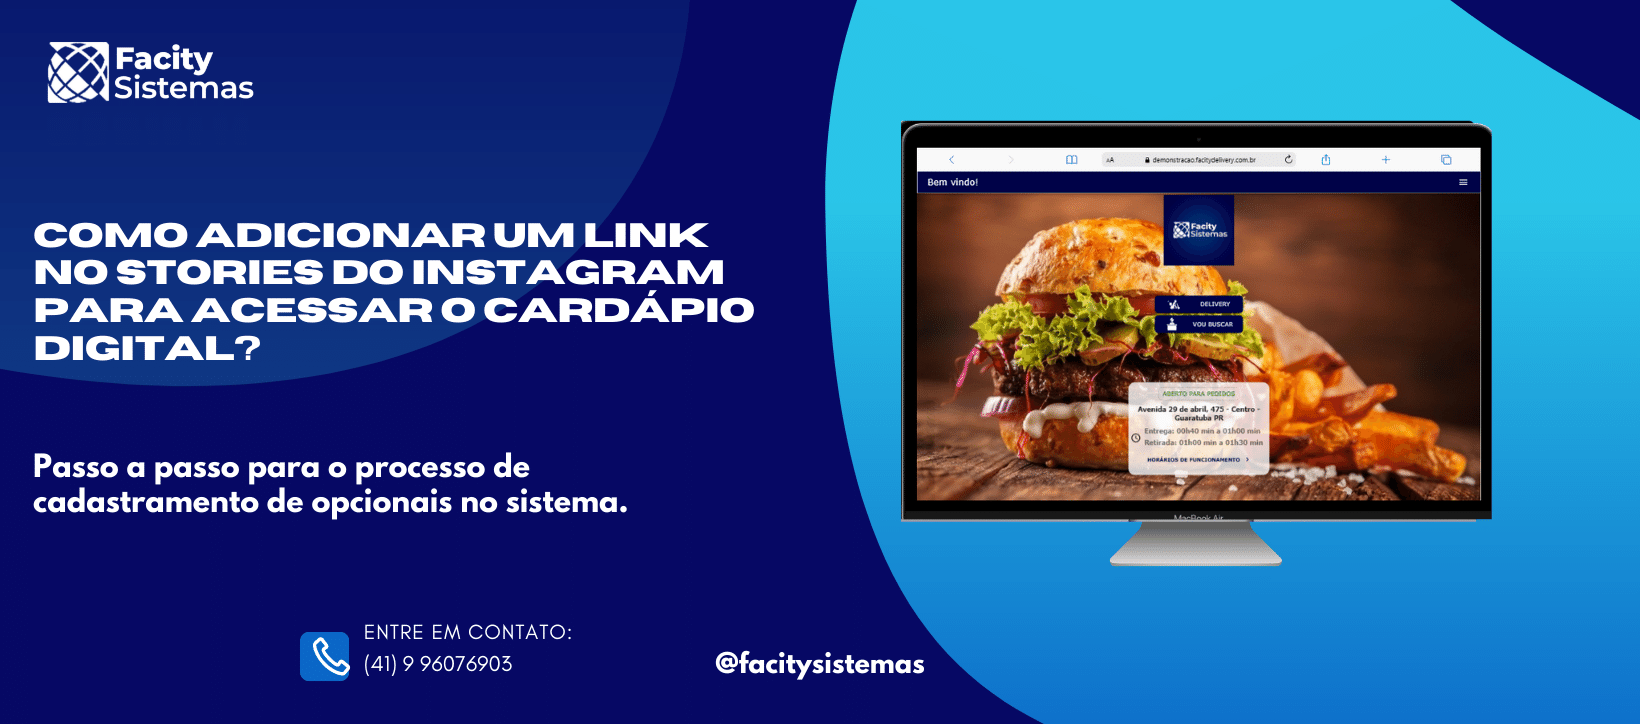 Facity
Sistemas
COMO ADICIONAR UM LINK
NO STORIES DO INSTAGRAM
PARA ACESSAR O CARDÁPIO
DIGITAL?
Passo a passo para o processo de
cadastramento de opcionais no sistema.
ENTRE EM CONTATO:
(41) 9 96076903
@facitysistemas
AA
demonstracao.facitydelivery.com.br
Bem vindo!
Facity
Sistemas
DELIVERY
VOU BUSCAR
ABERTO PARA PEDIDOS
Avenida 29 de abril, 475 - Centro -
Guaratuba PR
Entrega: 00h40 min a 01h00 min
Retirada: 01h00 min a 01h30 min
HORÁRIOS DE FUNCIONAMENTO
MacBook Air